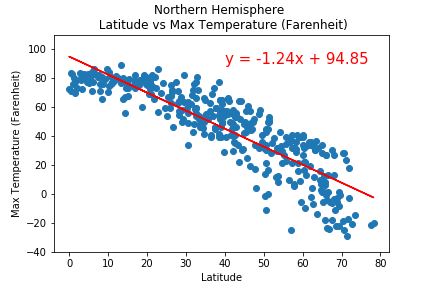 Northern Hemisphere
Latitude vs Max Temperature (Farenheit)
y = -1.24x + 94.85
Max Temperature (Farenheit)
100
80
60
40
20
0
−20
−40
0 10 20 30 40 50 60 70 80
Latitude